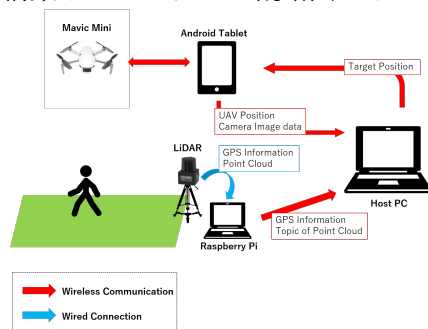 Mavic Mini
Android Tablet
Target Position
UAV Position
Camera Image data
LiDAR
GPS Information
Point Cloud
Host PC
GPS Information
Topic of Point Cloud
Raspberry Pi
Wireless Communication
Wired Connection